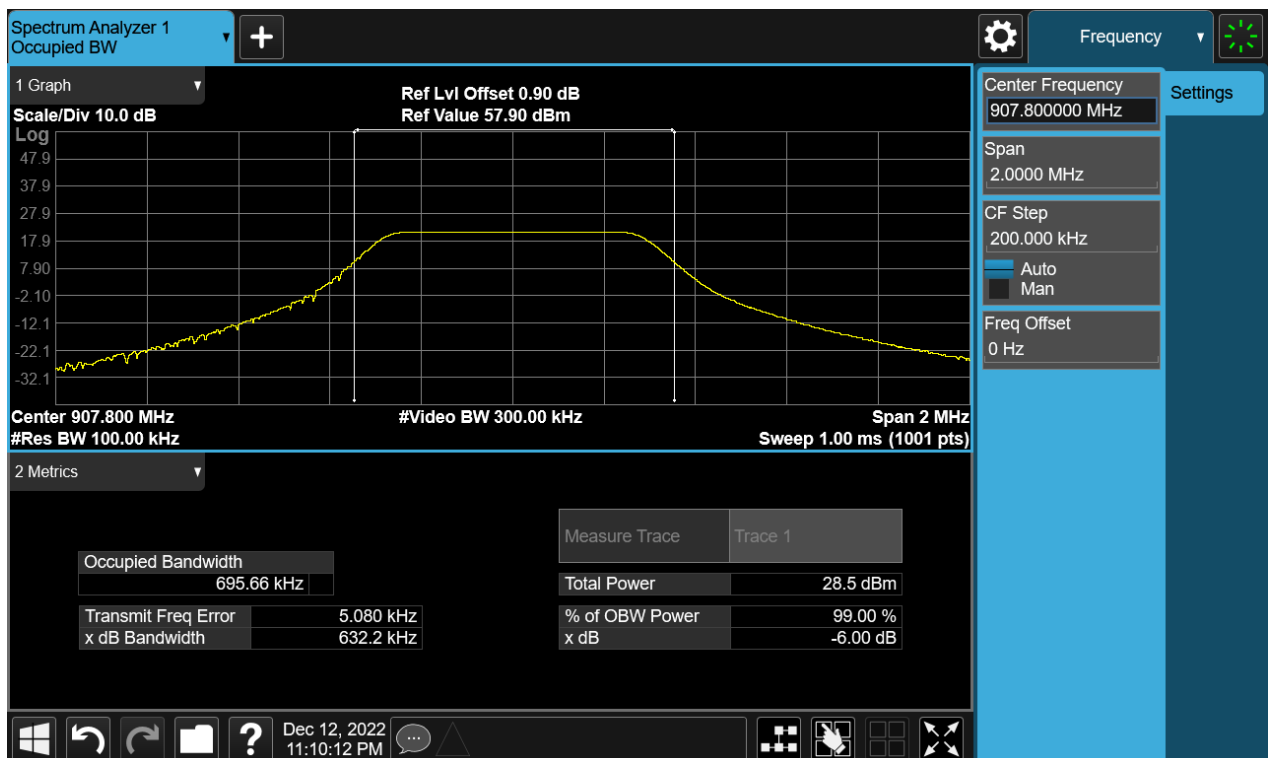 Spectrum Analyzer 1
Occupied BW
Frequency
1 Graph
Ref Lvl Offset 0.90 dB
Scale/Div 10.0 dB
Ref Value 57.90 dBm
Log
47.9
37.9
27.9
17.9
7.90
-2.10
-12.1
-22.1
-32.1
Center 907.800 MHz
#Video BW 300.00 kHz
Span 2 MHz
#Res BW 100.00 kHz
Sweep 1.00 ms (1001 pts)
Center Frequency
907.800000 MHz
Settings
Span
2.0000 MHz
CF Step
200.000 kHz
Auto
Man
Freq Offset
0 Hz
2 Metrics
Measure Trace
Trace 1
Occupied Bandwidth
695.66 kHz
Total Power
28.5 dBm
Transmit Freq Error
5.080 kHz
% of OBW Power
99.00 %
x dB Bandwidth
632.2 kHz
x dB
-6.00 dB
Dec 12, 2022
11:10:12 PM